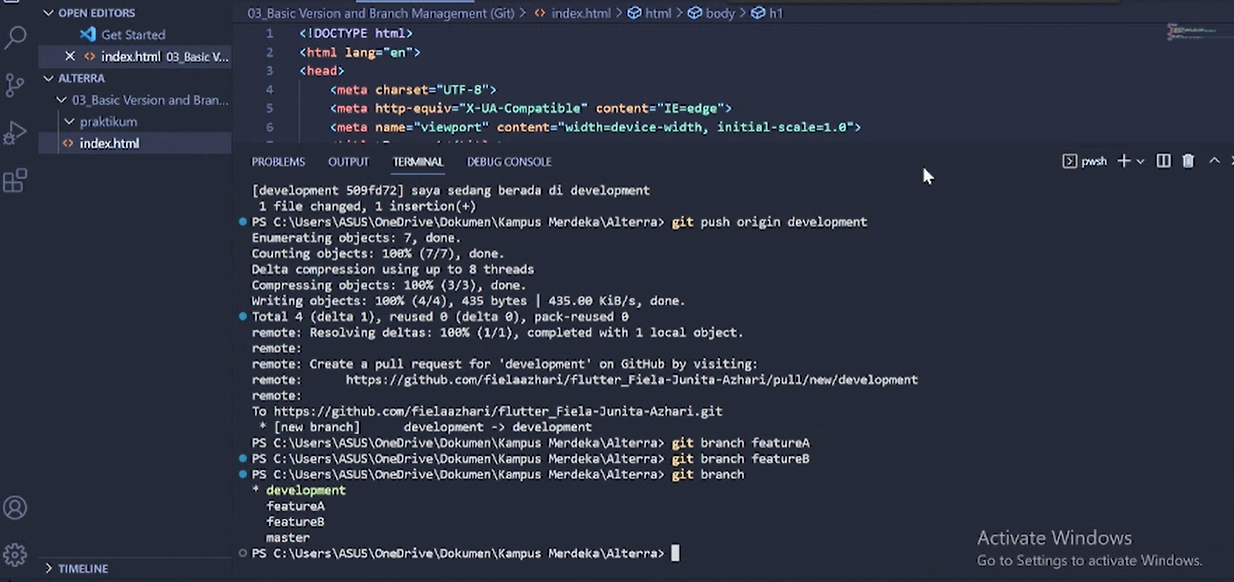 OPEN EDITORS
Get Started
index.html 03_Basic V...
ALTERRA
03_Basic Version and Bran...
praktikum
index.html
TIMELINE
03_Basic Version and Branch Management (Git) > index.html > html > body > h1
1 <!DOCTYPE html>
2 <html lang="en">
3 <head>
4 <meta charset="UTF-8">
5 <meta http-equiv="X-UA-Compatible" content="IE=edge">
6 <meta name="viewport" content="width=device-width, initial-scale=1.0">
PROBLEMS OUTPUT TERMINAL DEBUG CONSOLE pwsh
[development 509fd72] saya sedang berada di development
1 file changed, 1 insertion(+)
PS C:\Users\ASUS\OneDrive\Dokumen\Kampus Merdeka\Alterra> git push origin development
Enumerating objects: 7, done.
Counting objects: 100% (7/7), done.
Delta compression using up to 8 threads
Compressing objects: 100% (3/3), done.
Writing objects: 100% (4/4), 435 bytes | 435.00 KiB/s, done.
Total 4 (delta 1), reused 0 (delta 0), pack-reused 0
remote: Resolving deltas: 100% (1/1), completed with 1 local object.
remote:
remote: Create a pull request for 'development' on GitHub by visiting:
remote: https://github.com/fielaazhari/flutter_Fiela-Junita-Azhari/pull/new/development
remote:
To https://github.com/fielaazhari/flutter_Fiela-Junita-Azhari.git
* [new branch] development -> development
PS C:\Users\ASUS\OneDrive\Dokumen\Kampus Merdeka\Alterra> git branch featureA
PS C:\Users\ASUS\OneDrive\Dokumen\Kampus Merdeka\Alterra> git branch featureB
PS C:\Users\ASUS\OneDrive\Dokumen\Kampus Merdeka\Alterra> git branch
* development
featureA
featureB
master
PS C:\Users\ASUS\OneDrive\Dokumen\Kampus Merdeka\Alterra>
Activate Windows
Go to Settings to activate Windows.